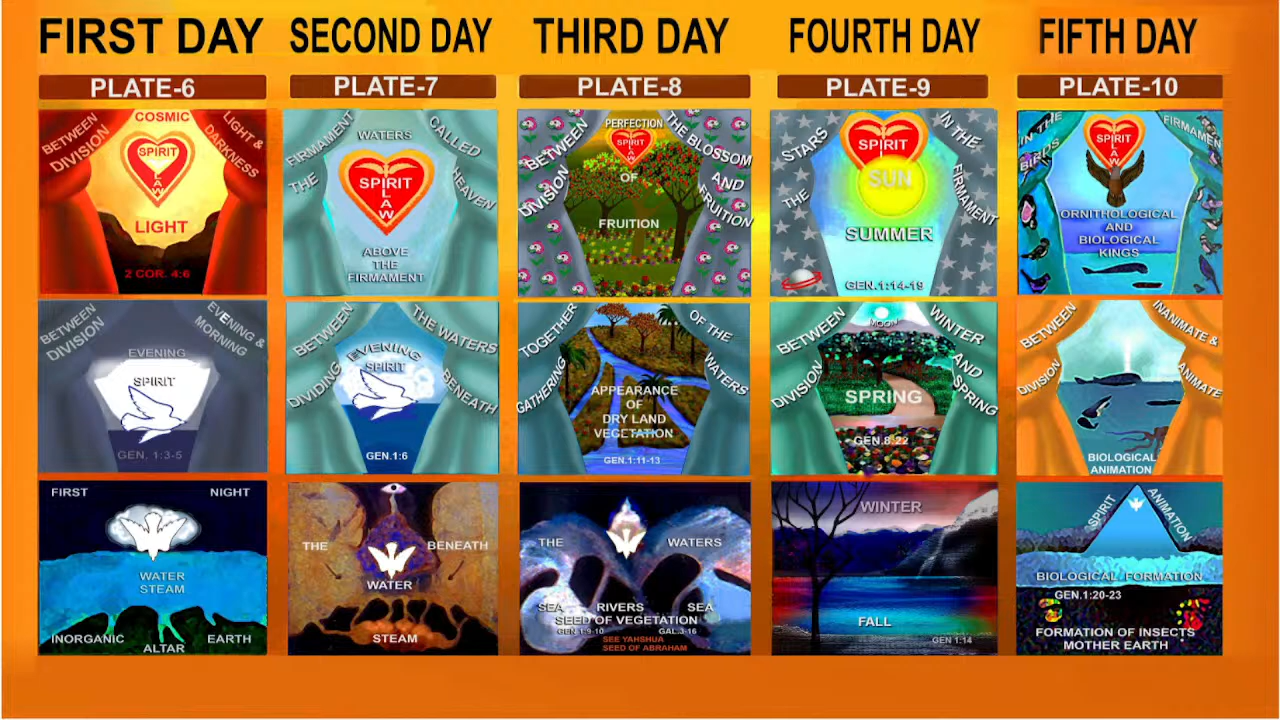 FIRST DAY
SECOND DAY
THIRD DAY
FOURTH DAY
FIFTH DAY
PLATE-6
PLATE-7
PLATE-8
PLATE-9
PLATE-10
BETWEEN
DIVISION
COSMIC
LIGHT &
DARKNESS
SPIRIT
LAW
LIGHT
2 COR. 4:6
THE
FIRMAMENT
WATERS
CALLED
HEAVEN
SPIRIT
LAW
ABOVE
THE
FIRMAMENT
DIVISION
BETWEEN
PERFECTION
THE BLOSSOM
AND
FRUITION
SPIRIT
LAW
OF
FRUITION
THE
STARS
IN THE
FIRMAMENT
SPIRIT
SUN
SUMMER
GEN.1:14-19
BIRDS
IN THE
FIRMAMEN
SPIRIT
LAW
ORNITHOLOGICAL
AND
BIOLOGICAL
KINGS
BETWEEN
DIVISION
EVENING &
MORNING
EVENING
SPIRIT
GEN. 1:3-5
DIVIDING
BETWEEN
THE WATERS
BENEATH
EVENING
SPIRIT
GEN.1:6
GATHERING
TOGETHER
OF THE
WATERS
APPEARANCE
OF
DRY LAND
VEGETATION
GEN.1:11-13
DIVISION
BETWEEN
WINTER
AND
SPRING
MOON
SPRING
GEN.8:22
DIVISION
BETWEEN
INANIMATE &
ANIMATE
BIOLOGICAL
ANIMATION
FIRST NIGHT
WATER
STEAM
INORGANIC EARTH
ALTAR
THE BENEATH
WATER
STEAM
THE WATERS
SEA RIVERS SEA
SEED OF VEGETATION
GEN 1:9-10 GAL.3-16
SEE YAHSHUA
SEED OF ABRAHAM
WINTER
FALL
GEN 1:14
SPIRIT
ANIMATION
BIOLOGICAL FORMATION
GEN.1:20-23
FORMATION OF INSECTS
MOTHER EARTH